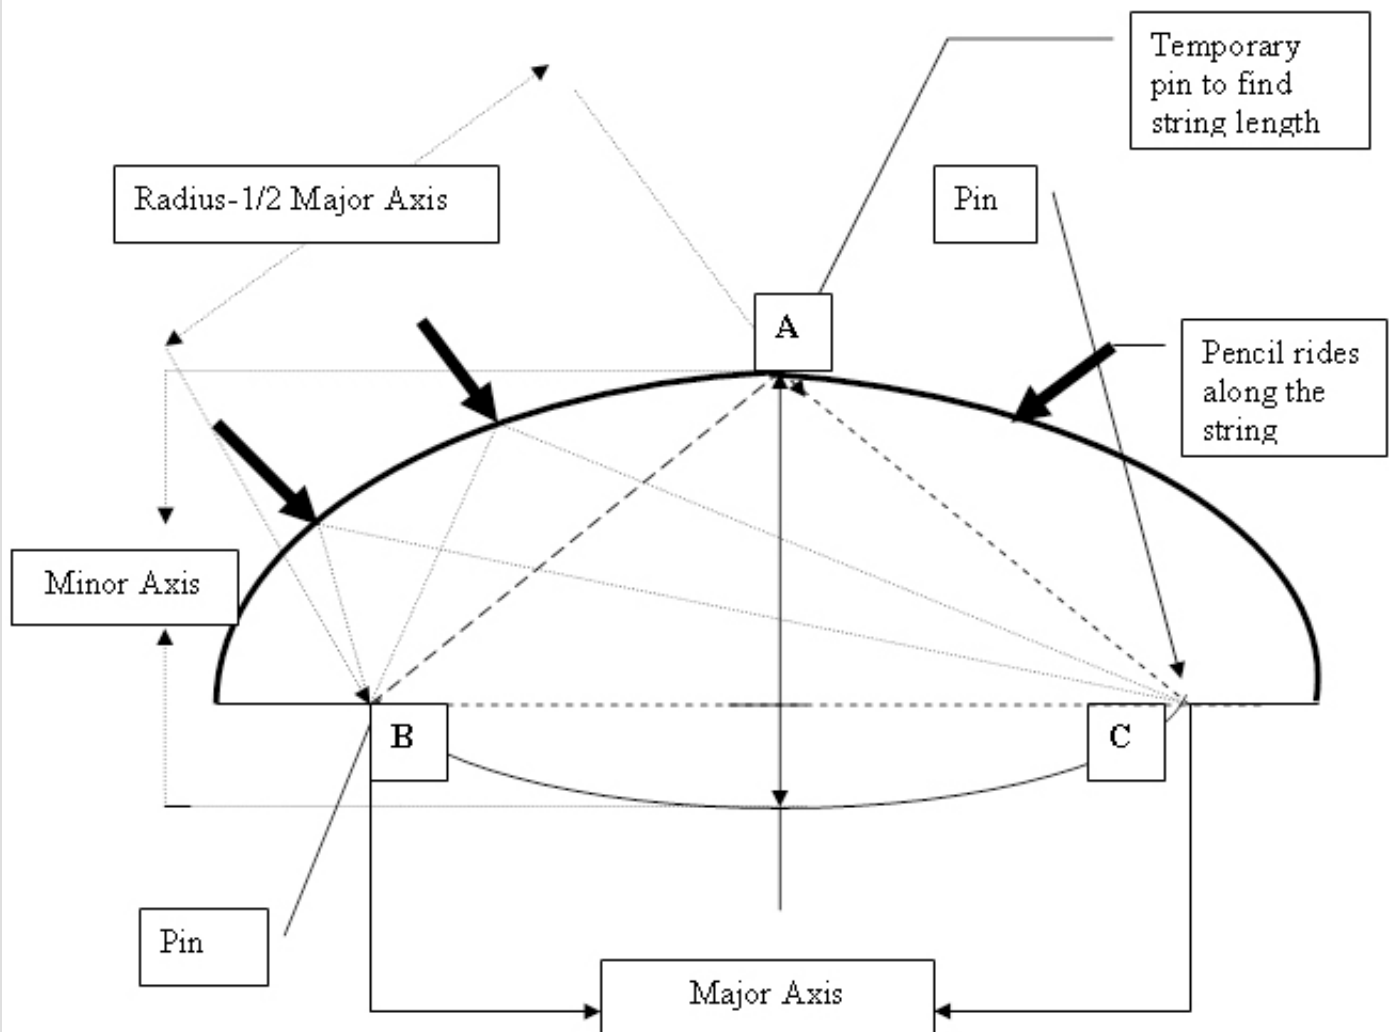 Temporary
pin to find
string length
Radius-1/2 Major Axis
Pin
A
Pencil rides
along the
string
Minor Axis
B
C
Pin
Major Axis